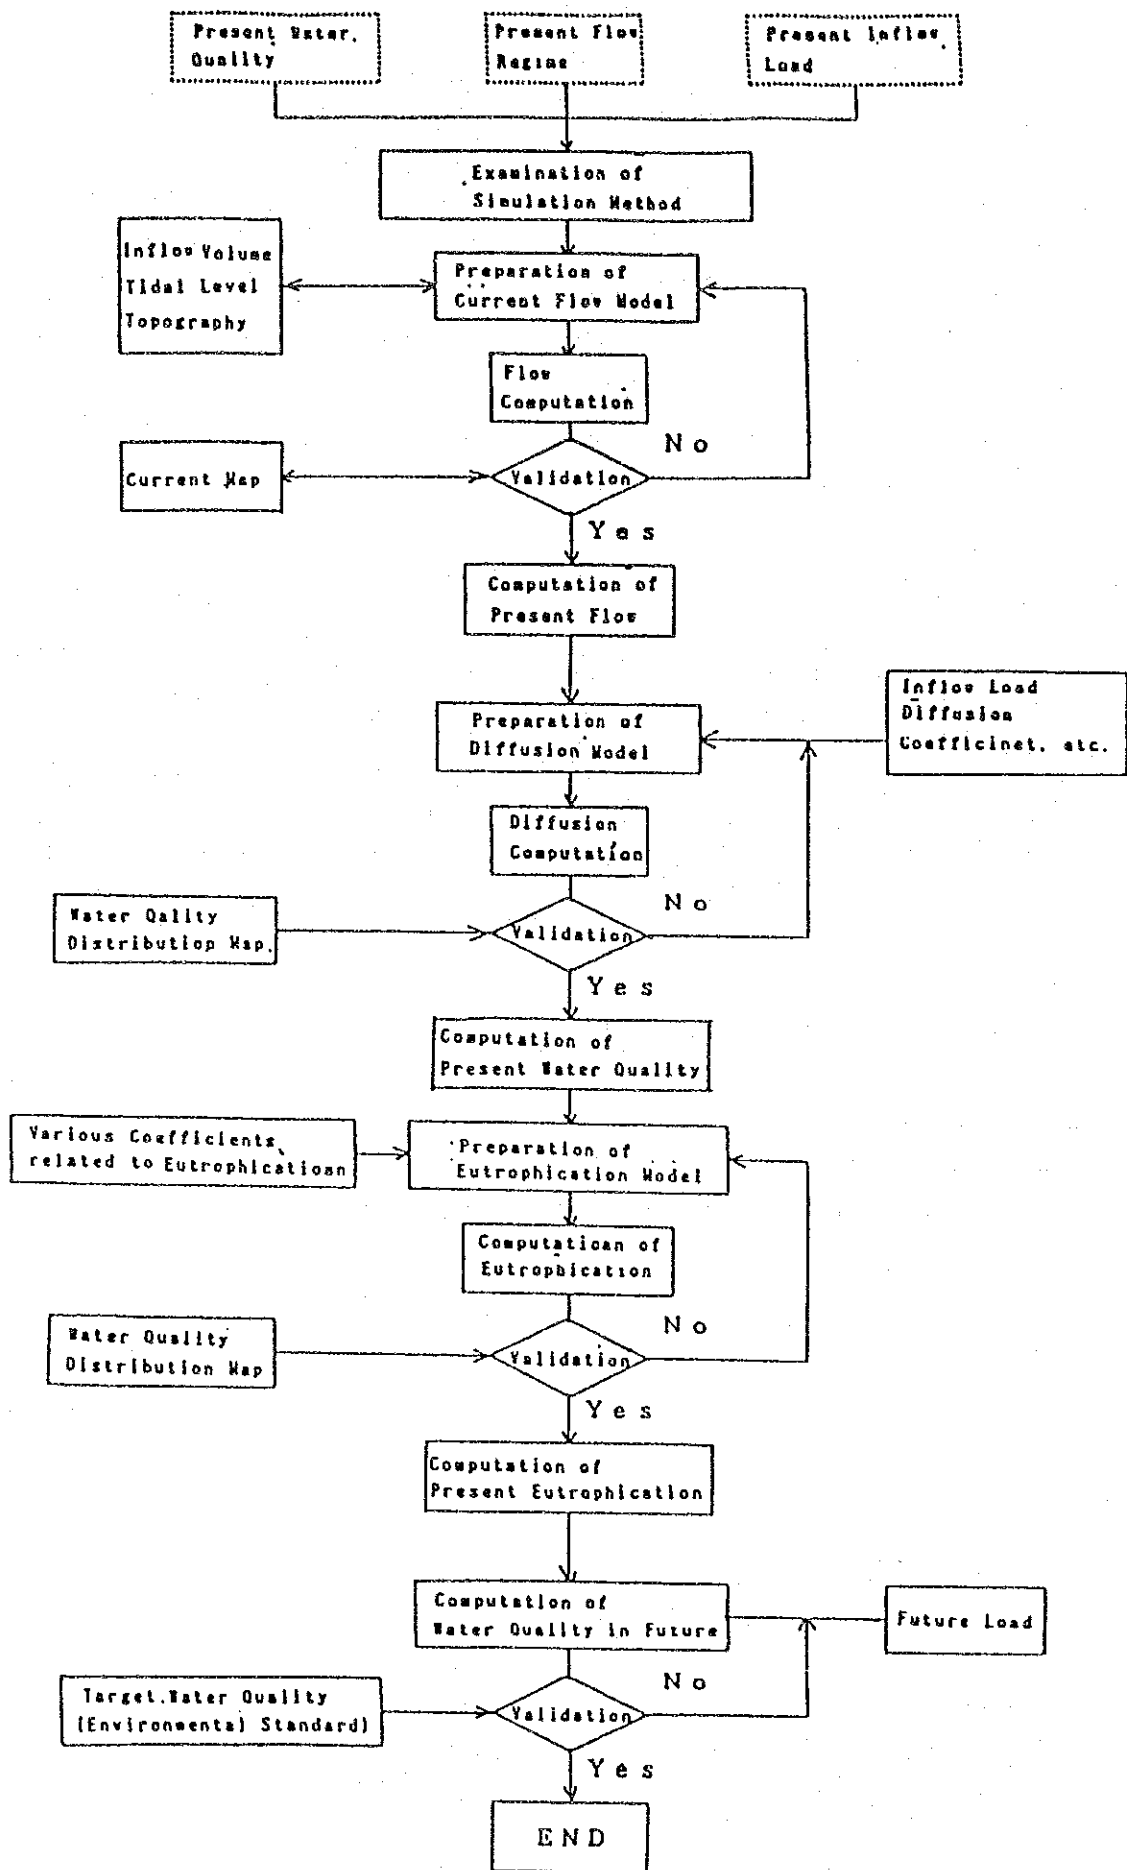 Present Water.
Quality
Present Flow
Regime
Present Inflow
Load
Examination of
Simulation Method
Inflow Volume
Tidal Level
Topography
Preparation of
Current Flow Model
Flow
Computation
No
Current Map
Validation
Yes
Computation of
Present Flow
Preparation of
Diffusion Model
Inflow Load
Diffusion
Coefficinet. etc.
Diffusion
Computation
No
Water Qality
Distribution Map.
Validation
Yes
Computation of
Present Water Quality
Various Coefficients
related to Eutrophicatioan
Preparation of
Eutrophication Model
Computatioan of
Eutrophication
No
Water Quality
Distribution Map
Validation
Yes
Computation of
Present Eutrophication
Computation of
Water Quality in Future
Future Load
No
Target.Water Quality
(Environmental Standard)
Validation
Yes
END